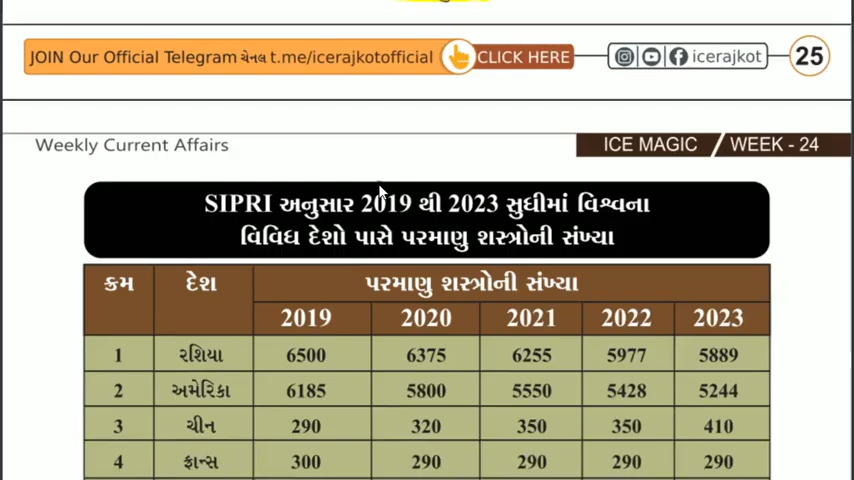 JOIN Our Official Telegram ચેનલ t.me/icerajkotofficial CLICK HERE icerajkot 25
Weekly Current Affairs ICE MAGIC WEEK - 24
SIPRI અનુસાર 2019 થી 2023 સુધીમાં વિશ્વના
વિવિધ દેશો પાસે પરમાણુ શસ્ત્રોની સંખ્યા
ક્રમ દેશ પરમાણુ શસ્ત્રોની સંખ્યા
2019 2020 2021 2022 2023
1 રશિયા 6500 6375 6255 5977 5889
2 અમેરિકા 6185 5800 5550 5428 5244
3 ચીન 290 320 350 350 410
4 ફ્રાન્સ 300 290 290 290 290